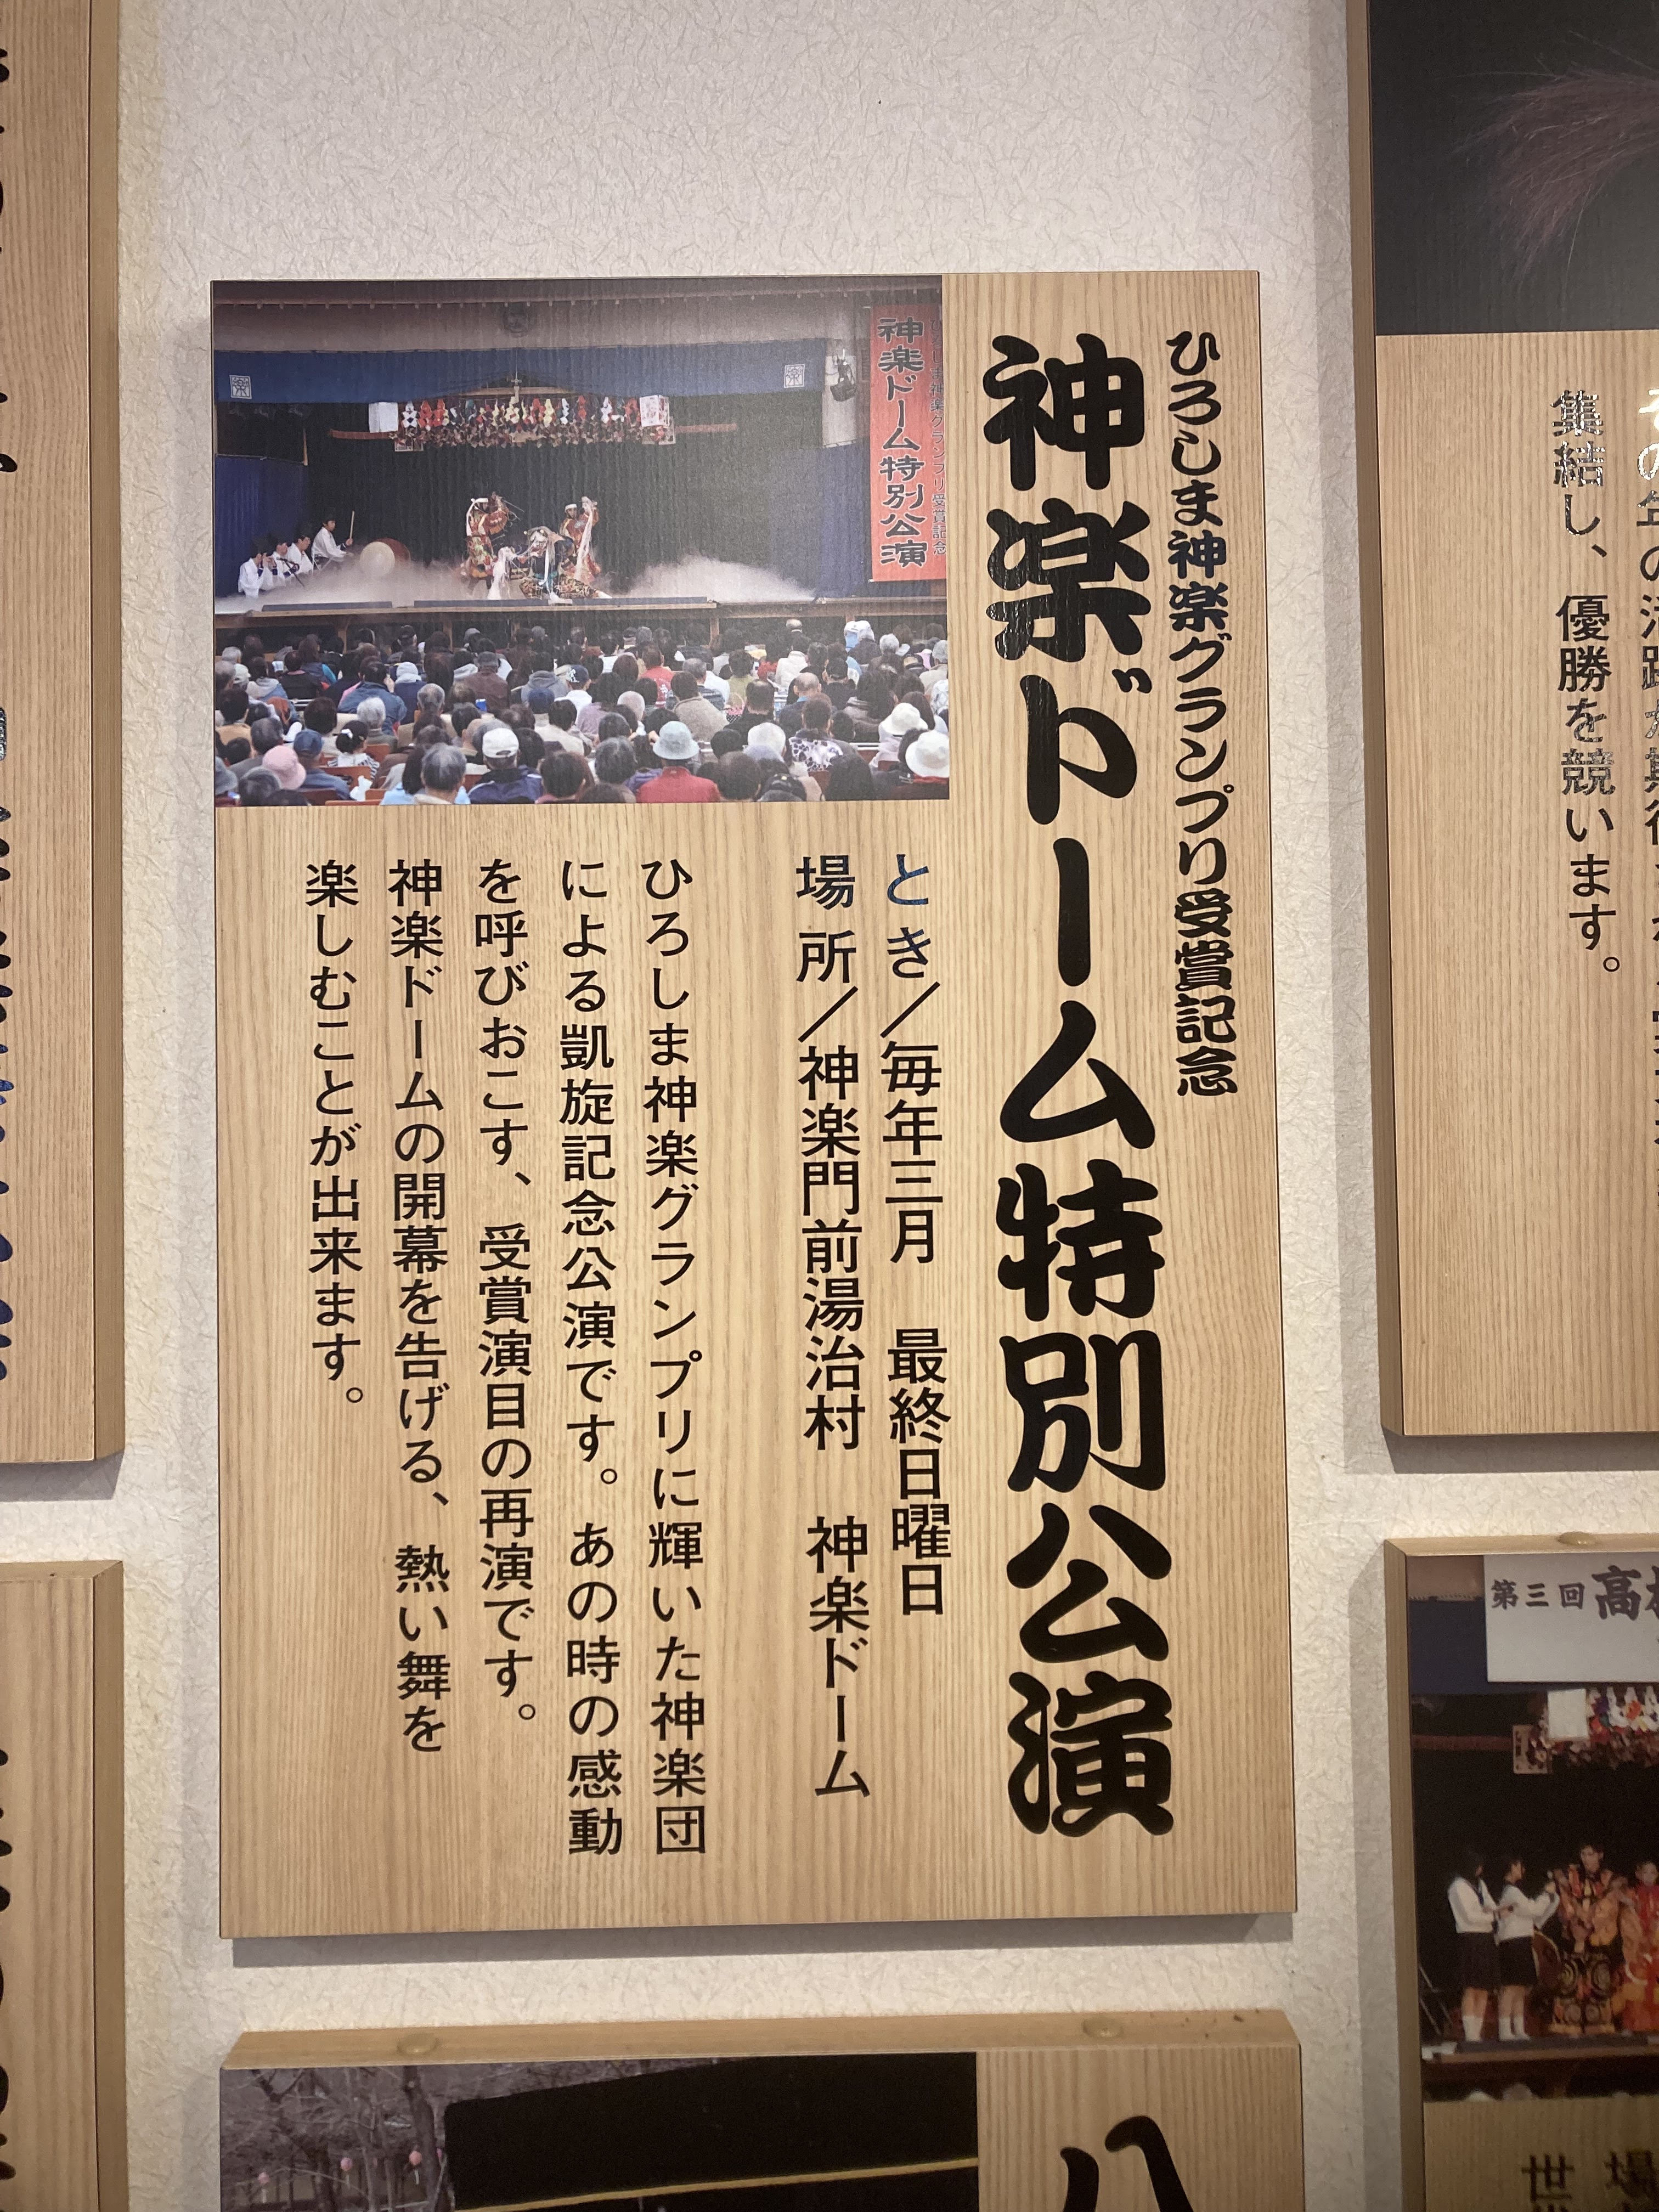 ひろしま神楽グランプリ受賞記念
神楽ドーム特別公演
とき/毎年三月　最終日曜日
場所/神楽門前湯治村　神楽ドーム
ひろしま神楽グランプリに輝いた神楽団
による凱旋記念公演です。あの時の感動
を呼びおこす、受賞演目の再演です。
神楽ドームの開幕を告げる、熱い舞を
楽しむことが出来ます。
ひろしま神楽グランプリ受賞記念
神楽ドーム特別公演
集結し、優勝を競います。
第三回高校
八
場
世